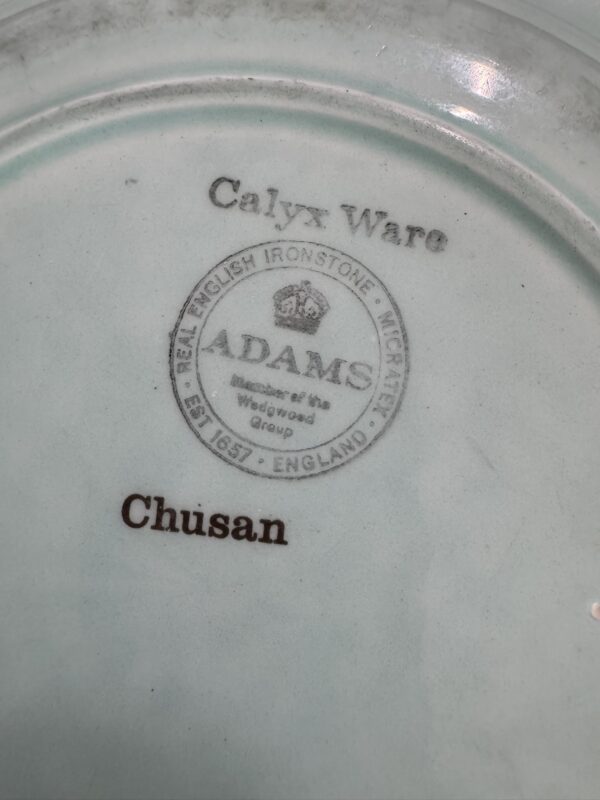 Calyx Ware
REAL ENGLISH IRONSTONE · MICRATEX ·
ADAMS
Member of the
Wedgwood
Group
· EST 1657 · ENGLAND ·
Chusan